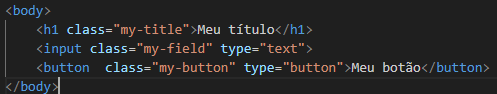 <body>
    <h1 class="my-title">Meu título</h1>
    <input class="my-field" type="text">
    <button  class="my-button" type="button">Meu botão</button>
</body>